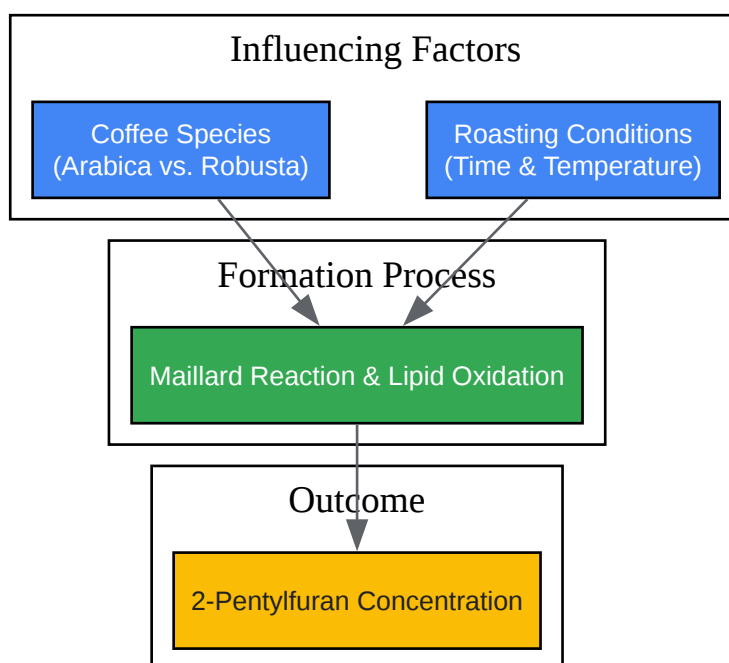 Influencing Factors
Coffee Species
(Arabica vs. Robusta)
Roasting Conditions
(Time & Temperature)
Formation Process
Maillard Reaction & Lipid Oxidation
Outcome
2-Pentylfuran Concentration